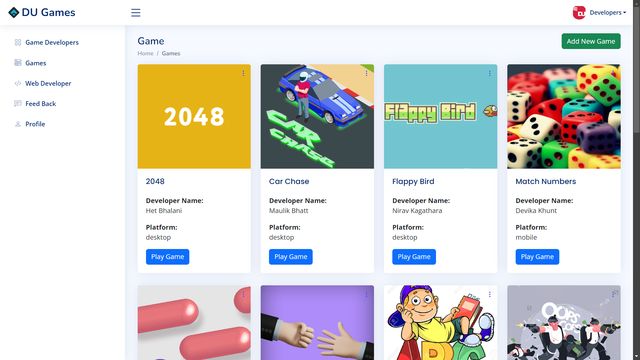 DU Games
DU
Developers
Game Developers
Games
Web Developer
Feed Back
Profile
Game
Home / Games
Add New Game
2048
CAR CHASE
Flappy Bird
2048
Developer Name:
Het Bhalani
Platform:
desktop
Play Game
Car Chase
Developer Name:
Maulik Bhatt
Platform:
desktop
Play Game
Flappy Bird
Developer Name:
Nirav Kagathara
Platform:
desktop
Play Game
Match Numbers
Developer Name:
Devika Khunt
Platform:
mobile
Play Game
OOPS